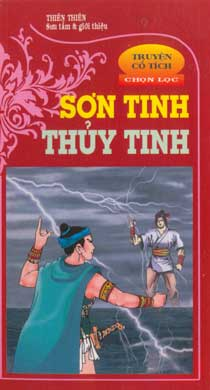 THIÊN THIÊN
Sưu tầm & giới thiệu
TRUYỆN
CỔ TÍCH
CHỌN LỌC
SƠN TINH
THỦY TINH